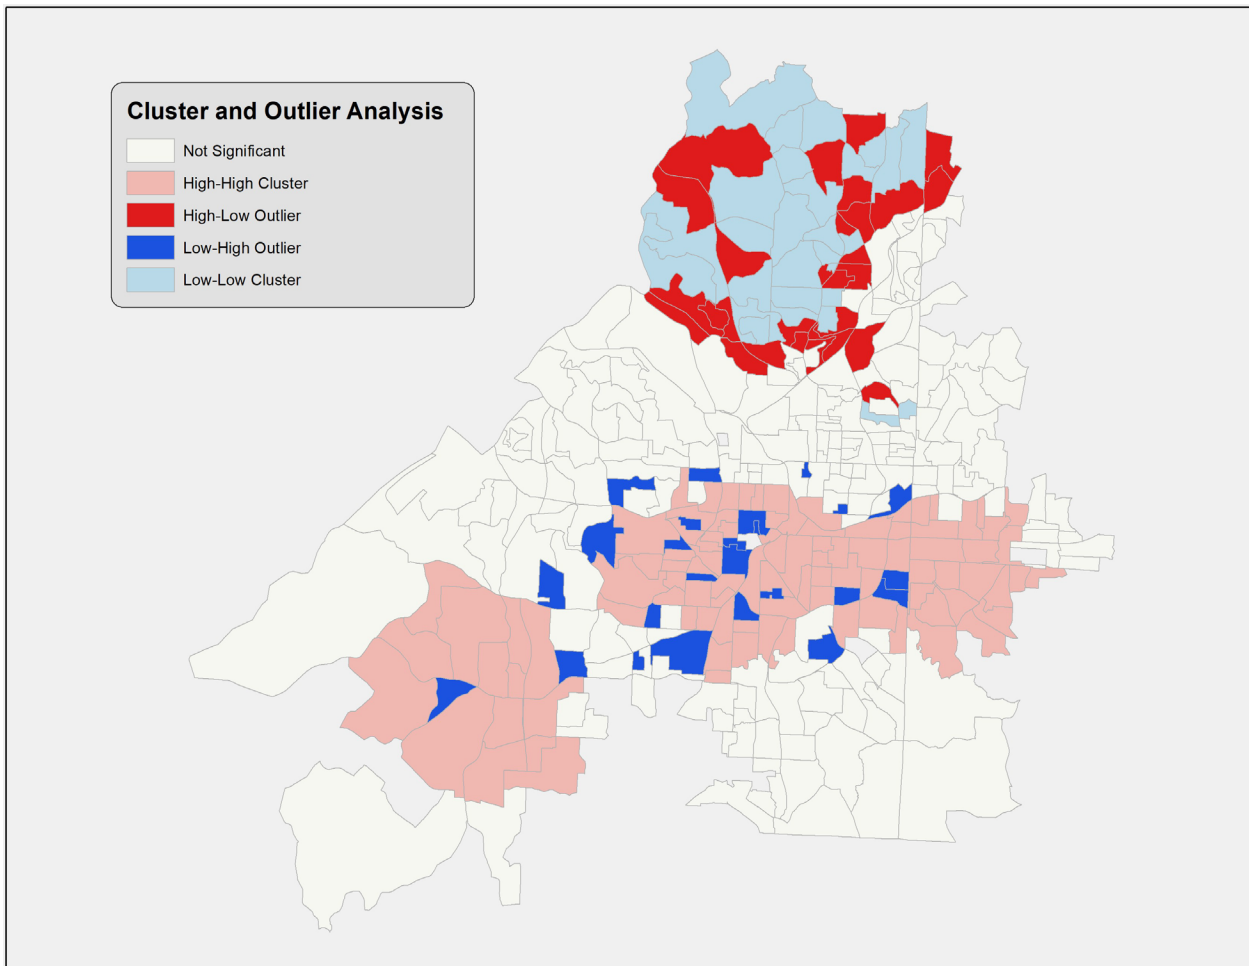 Cluster and Outlier Analysis
Not Significant
High-High Cluster
High-Low Outlier
Low-High Outlier
Low-Low Cluster